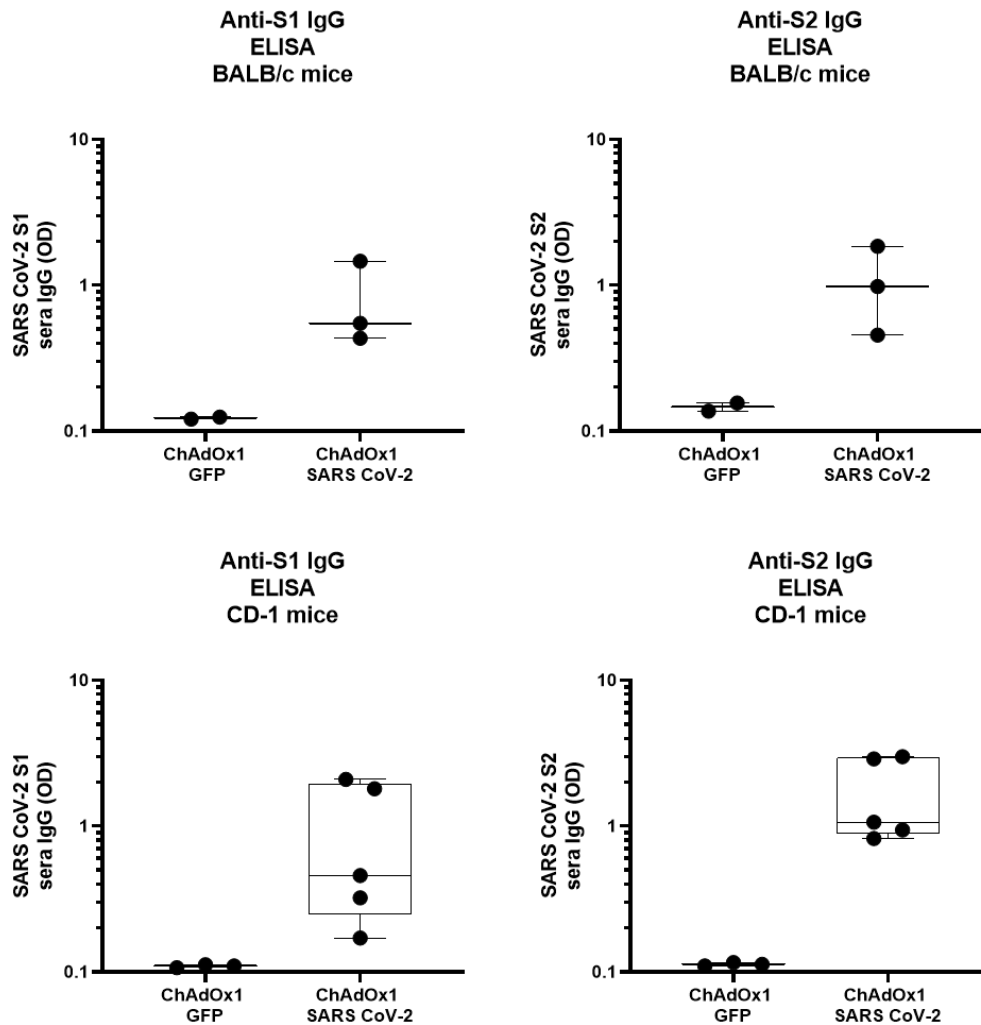 Anti-S1 IgG
ELISA
BALB/c mice
SARS CoV-2 S1
sera IgG (OD)
10
1
0.1
ChAdOx1
GFP
ChAdOx1
SARS CoV-2
Anti-S2 IgG
ELISA
BALB/c mice
SARS CoV-2 S2
sera IgG (OD)
10
1
0.1
ChAdOx1
GFP
ChAdOx1
SARS CoV-2
Anti-S1 IgG
ELISA
CD-1 mice
SARS CoV-2 S1
sera IgG (OD)
10
1
0.1
ChAdOx1
GFP
ChAdOx1
SARS CoV-2
Anti-S2 IgG
ELISA
CD-1 mice
SARS CoV-2 S2
sera IgG (OD)
10
1
0.1
ChAdOx1
GFP
ChAdOx1
SARS CoV-2